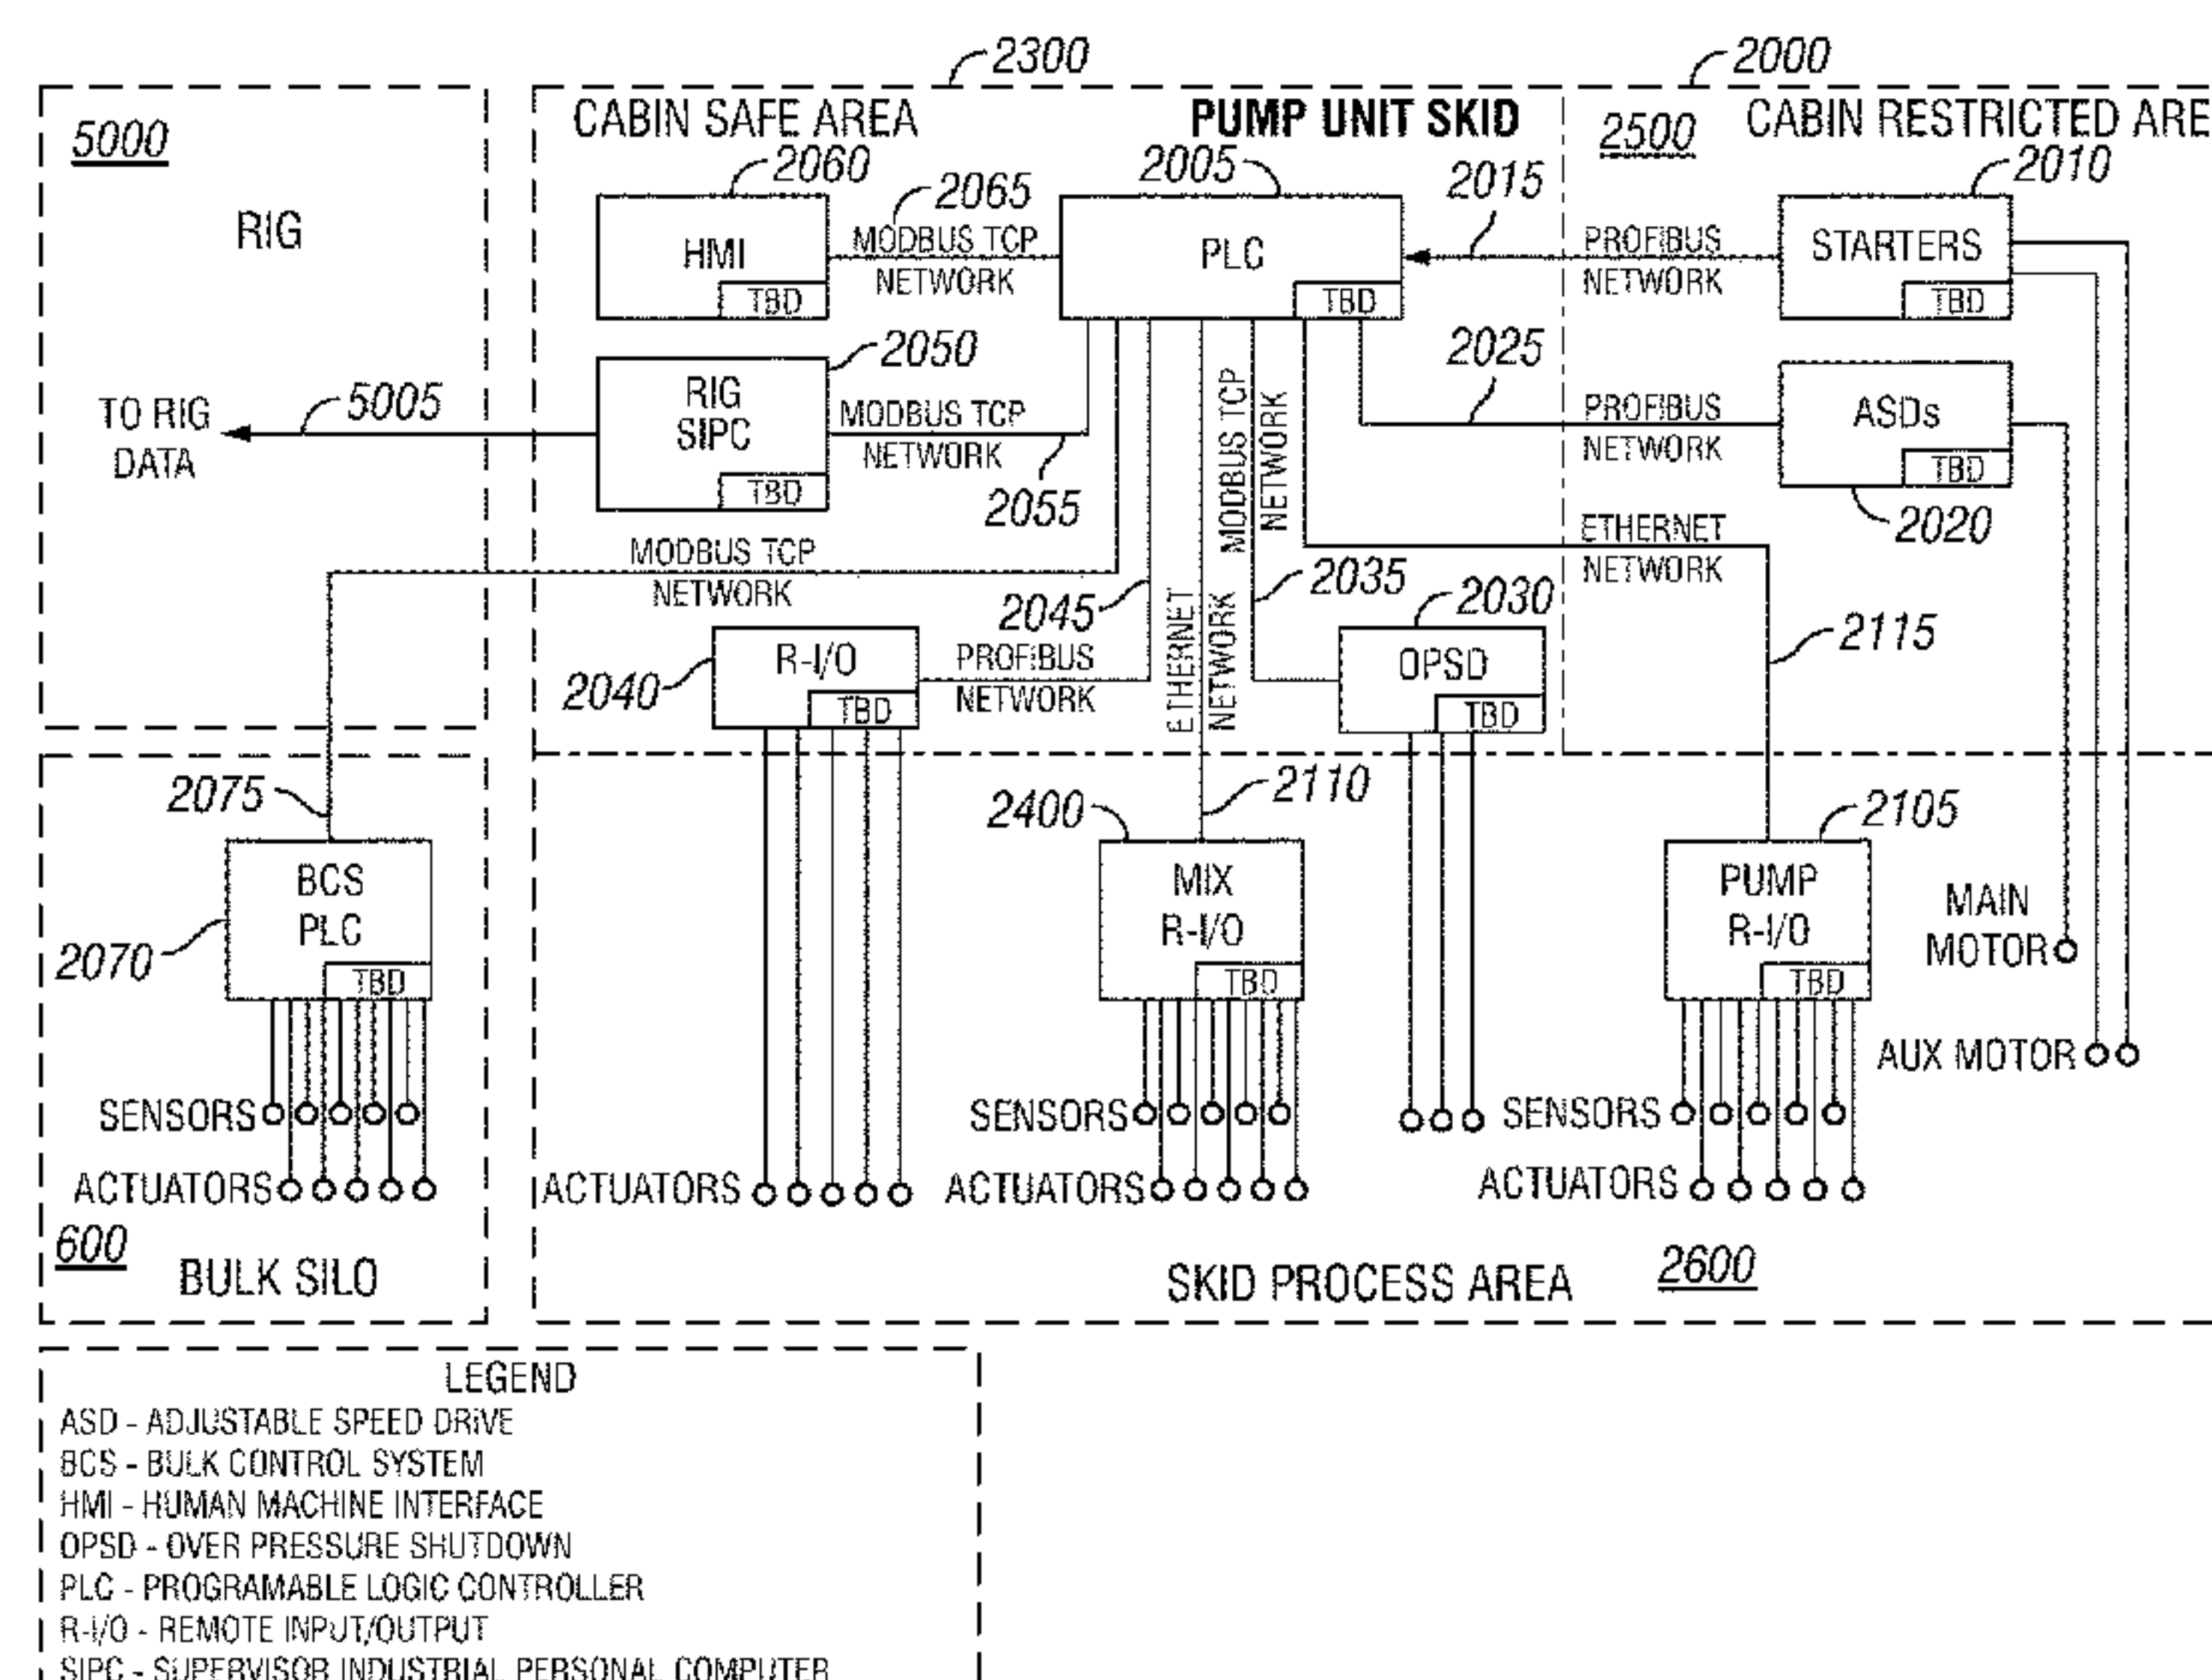 2300
2000
5000
RIG
TO RIG
DATA
5005
CABIN SAFE AREA
PUMP UNIT SKID
2500
CABIN RESTRICTED ARE
2060
HMI
TBD
2065
MODBUS TCP
NETWORK
2005
PLC
TBD
2015
PROFIBUS
NETWORK
2010
STARTERS
TBD
2050
RIG
SIPC
TBD
MODBUS TCP
NETWORK
2055
2025
PROFIBUS
NETWORK
ASDs
TBD
2020
MODBUS TCP
NETWORK
MODBUS TCP
NETWORK
ETHERNET
NETWORK
2045
2035
2030
2040
R-I/O
TBD
PROFIBUS
NETWORK
ETHERNET
NETWORK
OPSD
TBD
2115
2075
2070
BCS
PLC
TBD
SENSORS
ACTUATORS
600
BULK SILO
ACTUATORS
2400
2110
MIX
R-I/O
TBD
SENSORS
ACTUATORS
2105
PUMP
R-I/O
TBD
SENSORS
ACTUATORS
MAIN
MOTOR
AUX MOTOR
SKID PROCESS AREA
2600
LEGEND
ASD - ADJUSTABLE SPEED DRIVE
BCS - BULK CONTROL SYSTEM
HMI - HUMAN MACHINE INTERFACE
OPSD - OVER PRESSURE SHUTDOWN
PLC - PROGRAMABLE LOGIC CONTROLLER
R-I/O - REMOTE INPUT/OUTPUT
SIPC - SUPERVISOR INDUSTRIAL PERSONAL COMPUTER